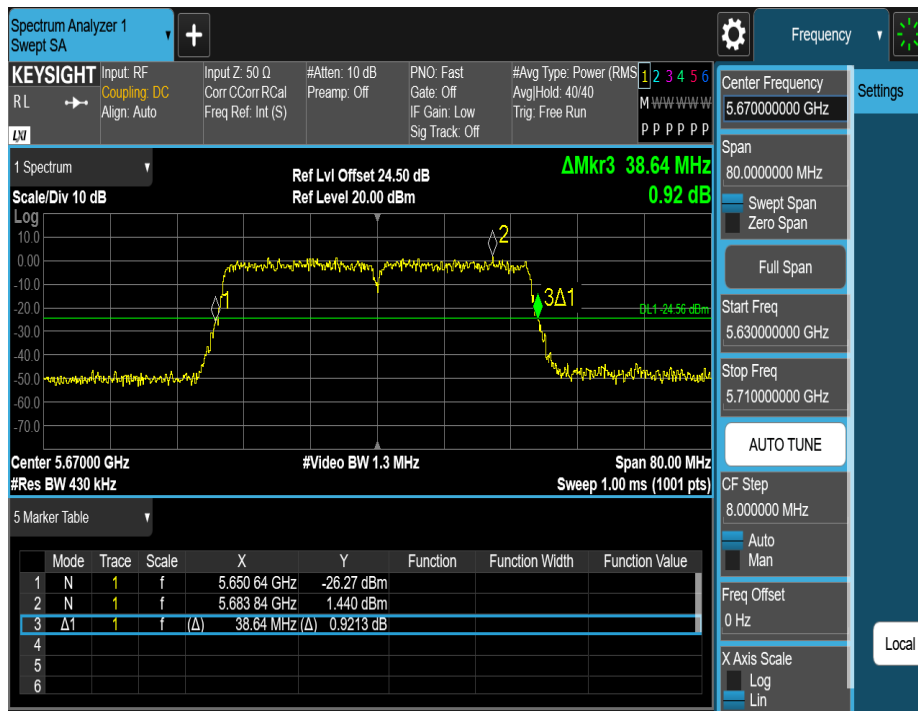 Spectrum Analyzer 1
Swept SA
Frequency
KEYSIGHT
RL
LXI
Input: RF
Coupling: DC
Align: Auto
Input Z: 50 Ω
Corr CCorr RCal
Freq Ref: Int (S)
#Atten: 10 dB
Preamp: Off
PNO: Fast
Gate: Off
IF Gain: Low
Sig Track: Off
#Avg Type: Power (RMS
Avg|Hold: 40/40
Trig: Free Run
1 2 3 4 5 6
M W W W W W
P P P P P P
1 Spectrum
Scale/Div 10 dB
Ref Lvl Offset 24.50 dB
Ref Level 20.00 dBm
ΔMkr3 38.64 MHz
0.92 dB
Log
10.0
0.00
-10.0
-20.0
-30.0
-40.0
-50.0
-60.0
-70.0
1
2
3Δ1
DL1 -24.56 dBm
Center 5.67000 GHz
#Video BW 1.3 MHz
Span 80.00 MHz
#Res BW 430 kHz
Sweep 1.00 ms (1001 pts)
5 Marker Table
Mode Trace Scale X Y Function Function Width Function Value
1 N 1 f 5.650 64 GHz -26.27 dBm
2 N 1 f 5.683 84 GHz 1.440 dBm
3 Δ1 1 f (Δ) 38.64 MHz (Δ) 0.9213 dB
4
5
6
Center Frequency
5.670000000 GHz
Settings
Span
80.0000000 MHz
Swept Span
Zero Span
Full Span
Start Freq
5.630000000 GHz
Stop Freq
5.710000000 GHz
AUTO TUNE
CF Step
8.000000 MHz
Auto
Man
Freq Offset
0 Hz
Local
X Axis Scale
Log
Lin